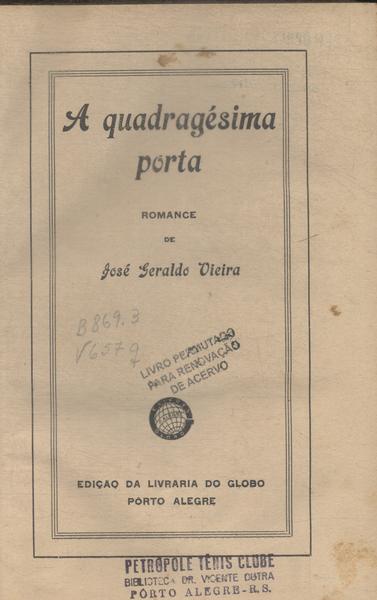 A quadragésima
porta
ROMANCE
DE
José Geraldo Vieira
B869.3
V657q
LIVRO PERMUTADO
PARA RENOVAÇÃO
DE ACERVO
EDIÇÃO DA LIVRARIA DO GLOBO
PÔRTO ALEGRE
PETRÓPOLE TÊNIS CLUBE
BIBLIOTECA DR. VICENTE DUTRA
PÔRTO ALEGRE-R.S.